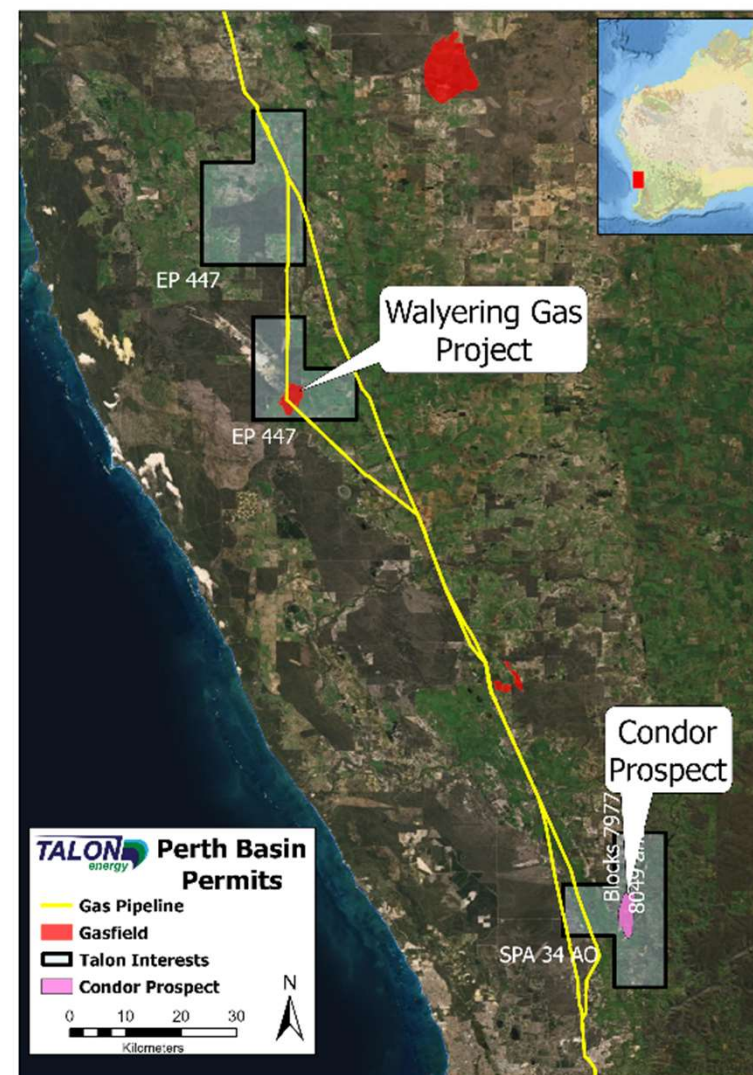 EP 447
Walyering Gas
Project
EP 447
Condor
Prospect
Blocks 7977
8049
SPA 34 AO
TALON
energy
Perth Basin
Permits
Gas Pipeline
Gasfield
Talon Interests
Condor Prospect
N
0 10 20 30
Kilometers